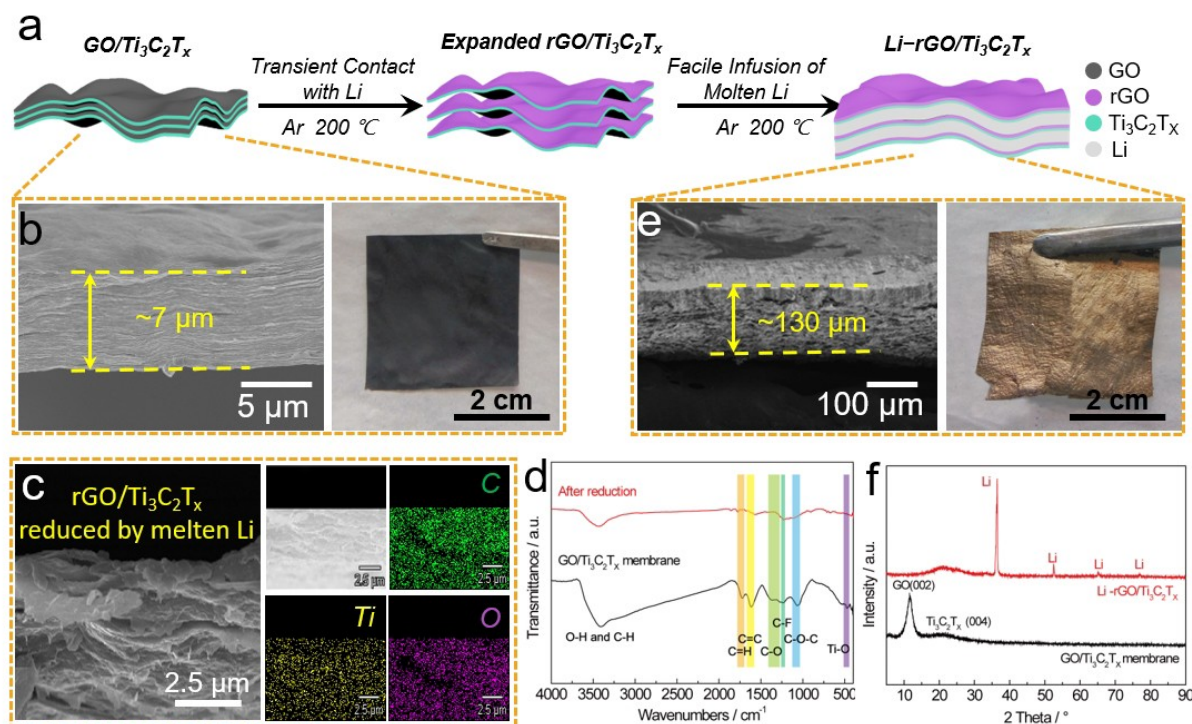 a
GO/Ti₃C₂Tₓ
Transient Contact
with Li
Ar 200 ℃
Expanded rGO/Ti₃C₂Tₓ
Facile Infusion of
Molten Li
Ar 200 ℃
Li–rGO/Ti₃C₂Tₓ
GO
rGO
Ti₃C₂Tₓ
Li
b
~7 μm
5 μm
2 cm
e
~130 μm
100 μm
2 cm
c
rGO/Ti₃C₂Tₓ
reduced by melten Li
2.5 μm
2.5 μm
C
2.5 μm
Ti
2.5 μm
O
2.5 μm
d
After reduction
GO/Ti₃C₂Tₓ membrane
O-H and C-H
C=H
C=C
C-O
C-F
C-O-C
Ti-O
Transmittance / a.u.
4000 3500 3000 2500 2000 1500 1000 500
Wavenumbers / cm⁻¹
f
Li
Li
Li
Li
Li -rGO/Ti₃C₂Tₓ
GO(002)
Ti₃C₂Tₓ (004)
GO/Ti₃C₂Tₓ membrane
Intensity / a.u.
10 20 30 40 50 60 70 80 90
2 Theta / °